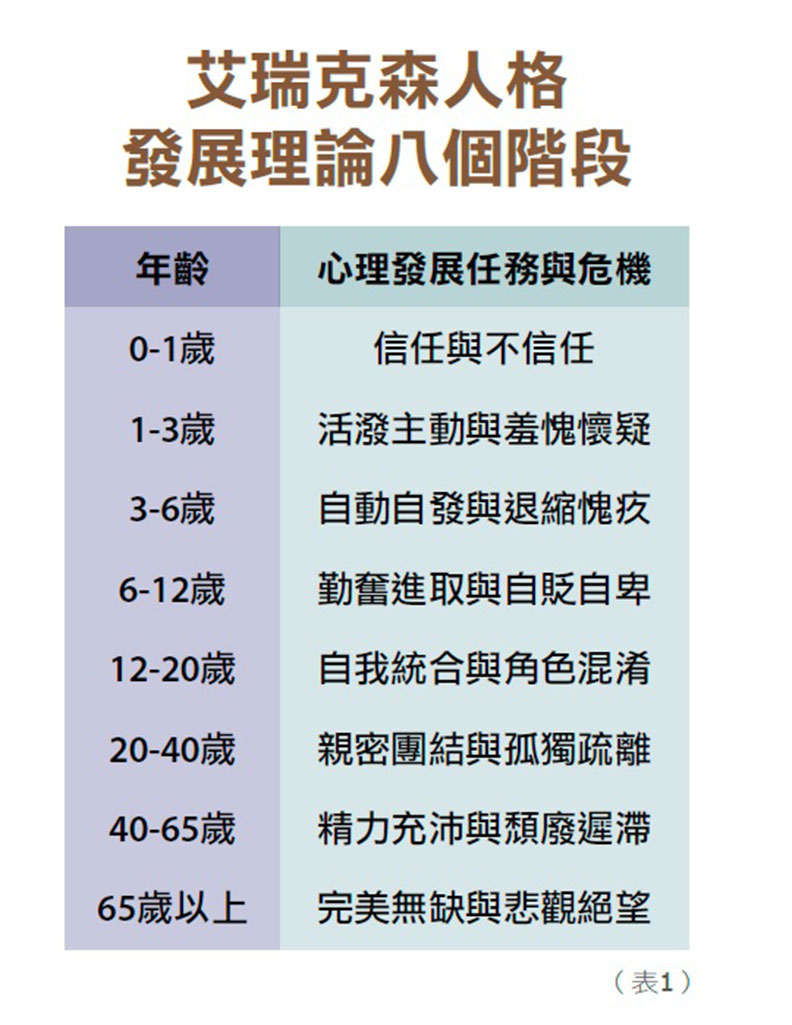 艾瑞克森人格
發展理論八個階段
年齡 心理發展任務與危機
0-1歲 信任與不信任
1-3歲 活潑主動與羞愧懷疑
3-6歲 自動自發與退縮愧疚
6-12歲 勤奮進取與自貶自卑
12-20歲 自我統合與角色混淆
20-40歲 親密團結與孤獨疏離
40-65歲 精力充沛與頹廢遲滯
65歲以上 完美無缺與悲觀絕望
（表1）